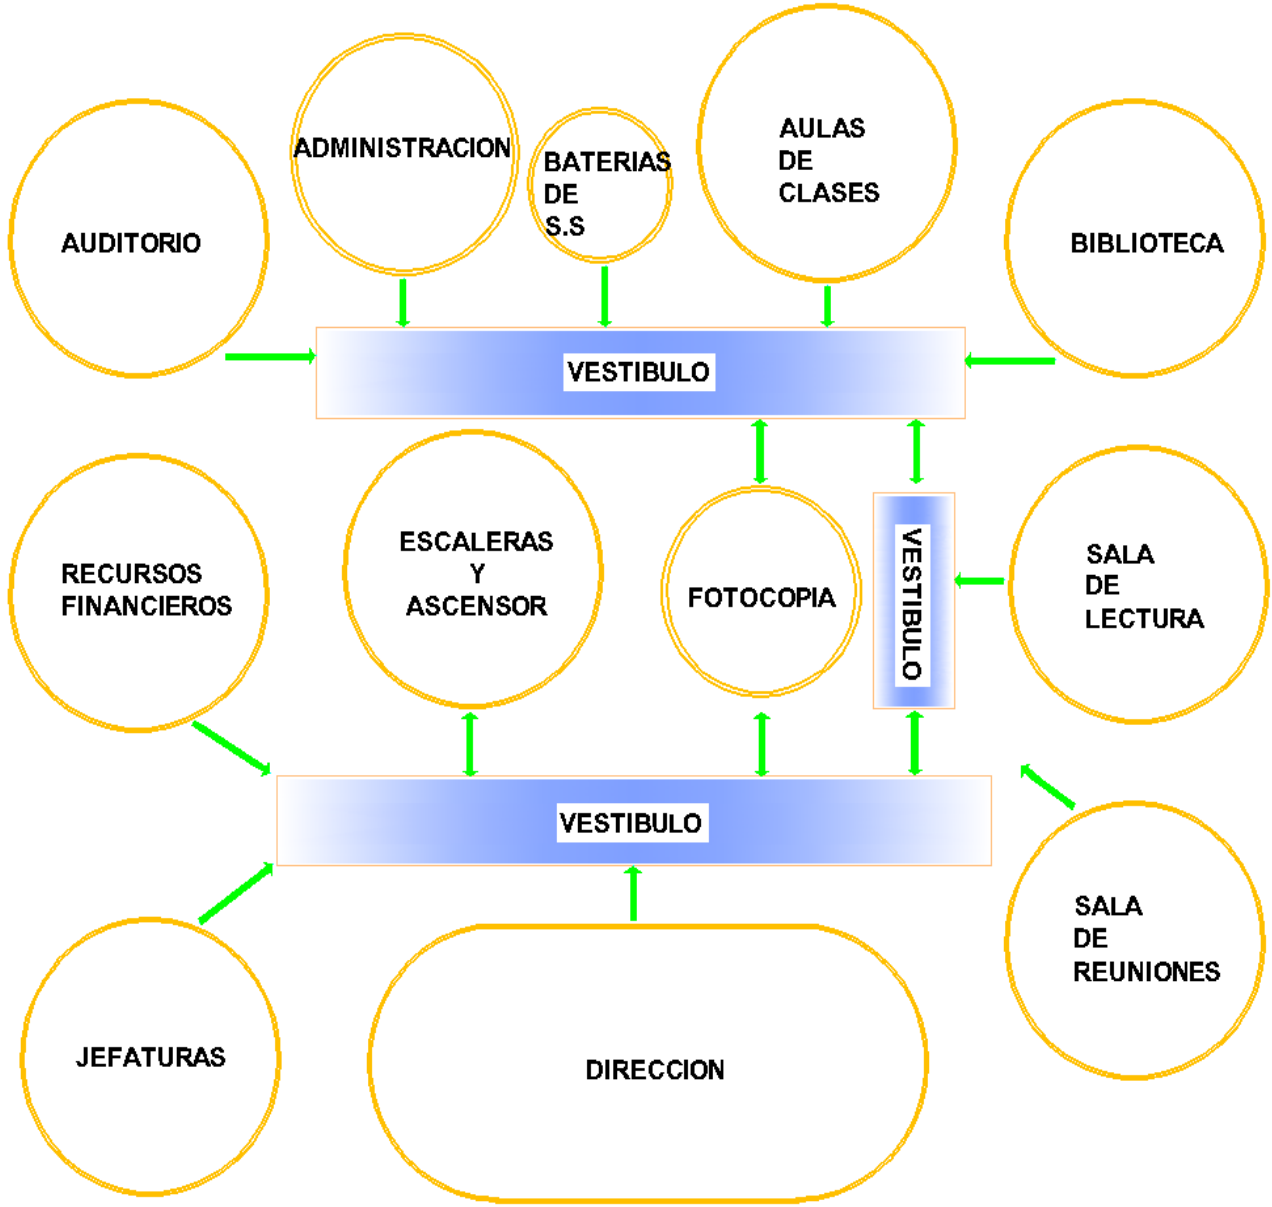 ADMINISTRACION
AULAS
DE
CLASES
BATERIAS
DE
S.S
AUDITORIO
BIBLIOTECA
VESTIBULO
ESCALERAS
Y
ASCENSOR
RECURSOS
FINANCIEROS
FOTOCOPIA
VESTIBULO
SALA
DE
LECTURA
VESTIBULO
SALA
DE
REUNIONES
JEFATURAS
DIRECCION